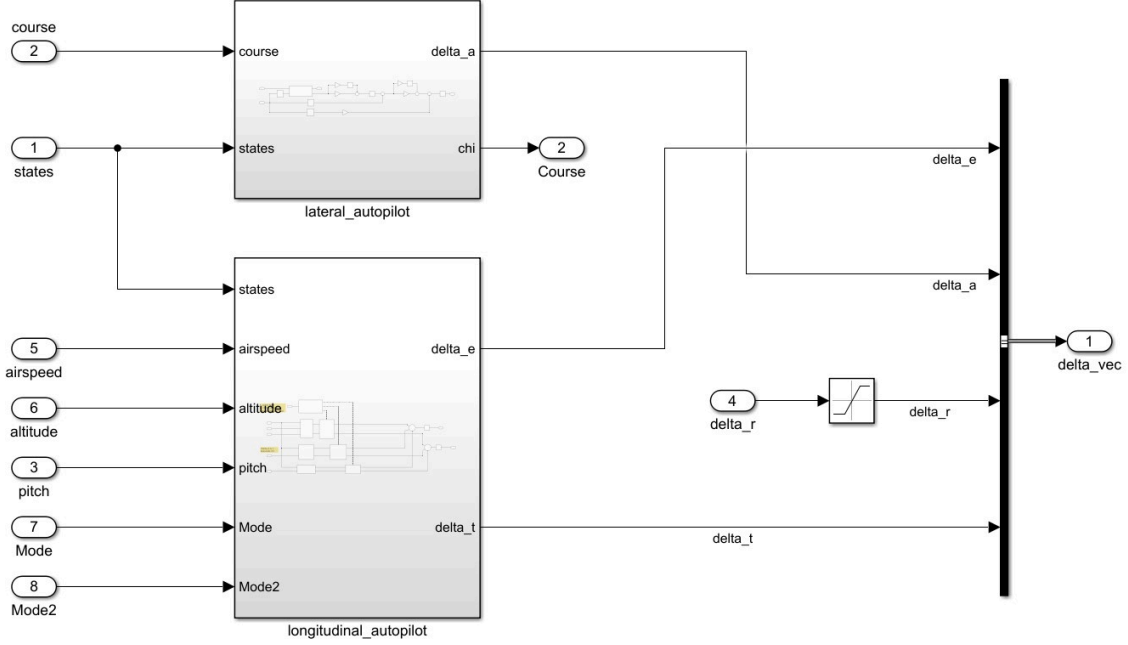 course
2
course
delta_a
1
states
states
chi
2
Course
lateral_autopilot
states
5
airspeed
airspeed
delta_e
6
altitude
altitude
3
pitch
pitch
7
Mode
Mode
delta_t
8
Mode2
Mode2
longitudinal_autopilot
delta_e
delta_a
4
delta_r
delta_r
delta_t
1
delta_vec